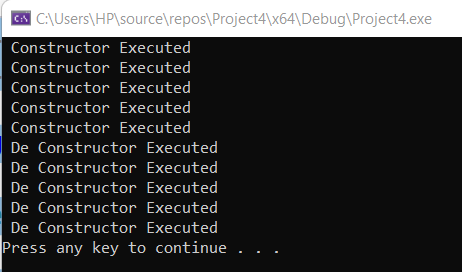 C:\Users\HP\source\repos\Project4\x64\Debug\Project4.exe
Constructor Executed
Constructor Executed
Constructor Executed
Constructor Executed
Constructor Executed
De Constructor Executed
De Constructor Executed
De Constructor Executed
De Constructor Executed
De Constructor Executed
Press any key to continue . . .